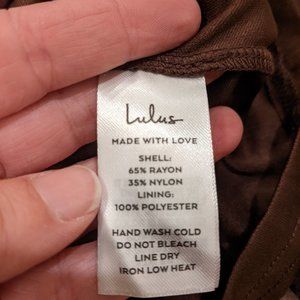 Lulus
MADE WITH LOVE
SHELL:
65% RAYON
35% NYLON
LINING:
100% POLYESTER
HAND WASH COLD
DO NOT BLEACH
LINE DRY
IRON LOW HEAT